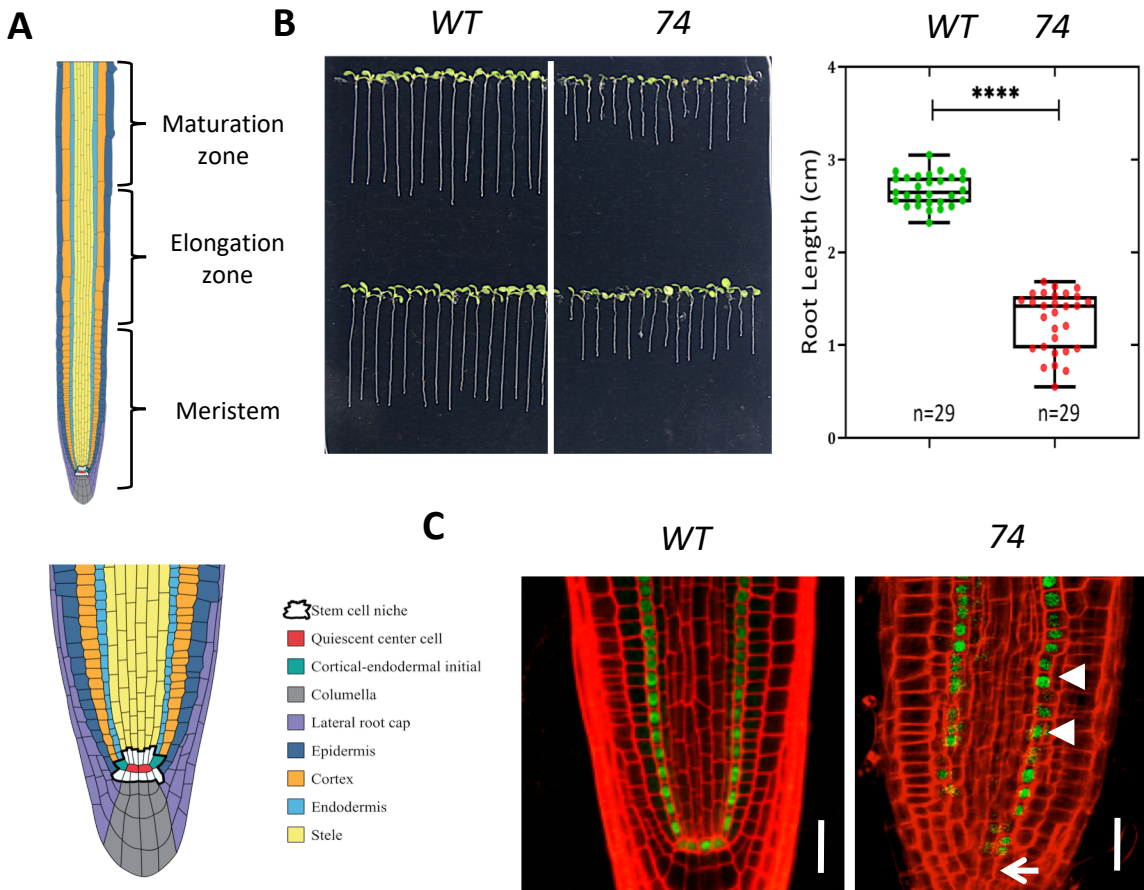 A
Maturation
zone
Elongation
zone
Meristem
Stem cell niche
Quiescent center cell
Cortical-endodermal initial
Columella
Lateral root cap
Epidermis
Cortex
Endodermis
Stele
B
WT
74
WT
74
4
3
2
1
0
Root Length (cm)
****
n=29
n=29
C
WT
74